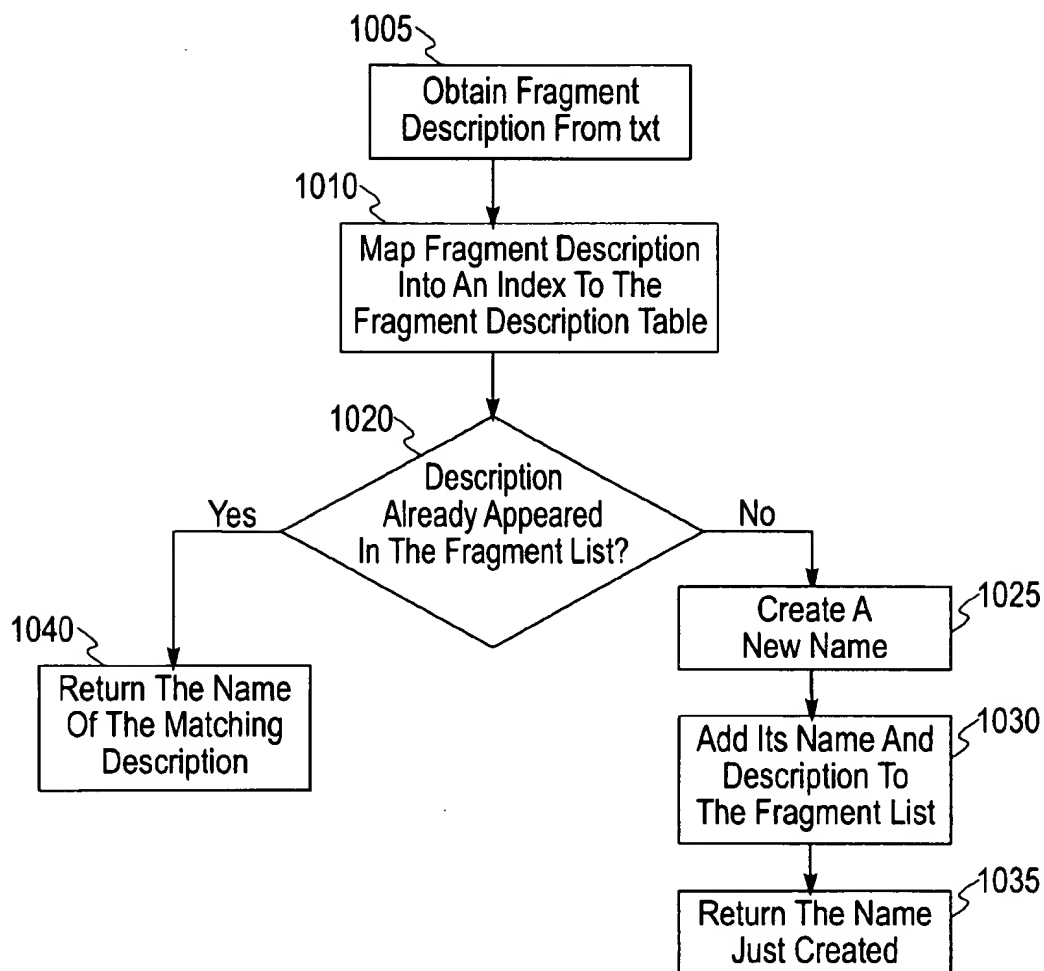 1005
Obtain Fragment
Description From txt
1010
Map Fragment Description
Into An Index To The
Fragment Description Table
1020
Description
Already Appeared
In The Fragment List?
Yes
No
1025
Create A
New Name
1040
Return The Name
Of The Matching
Description
1030
Add Its Name And
Description To
The Fragment List
1035
Return The Name
Just Created